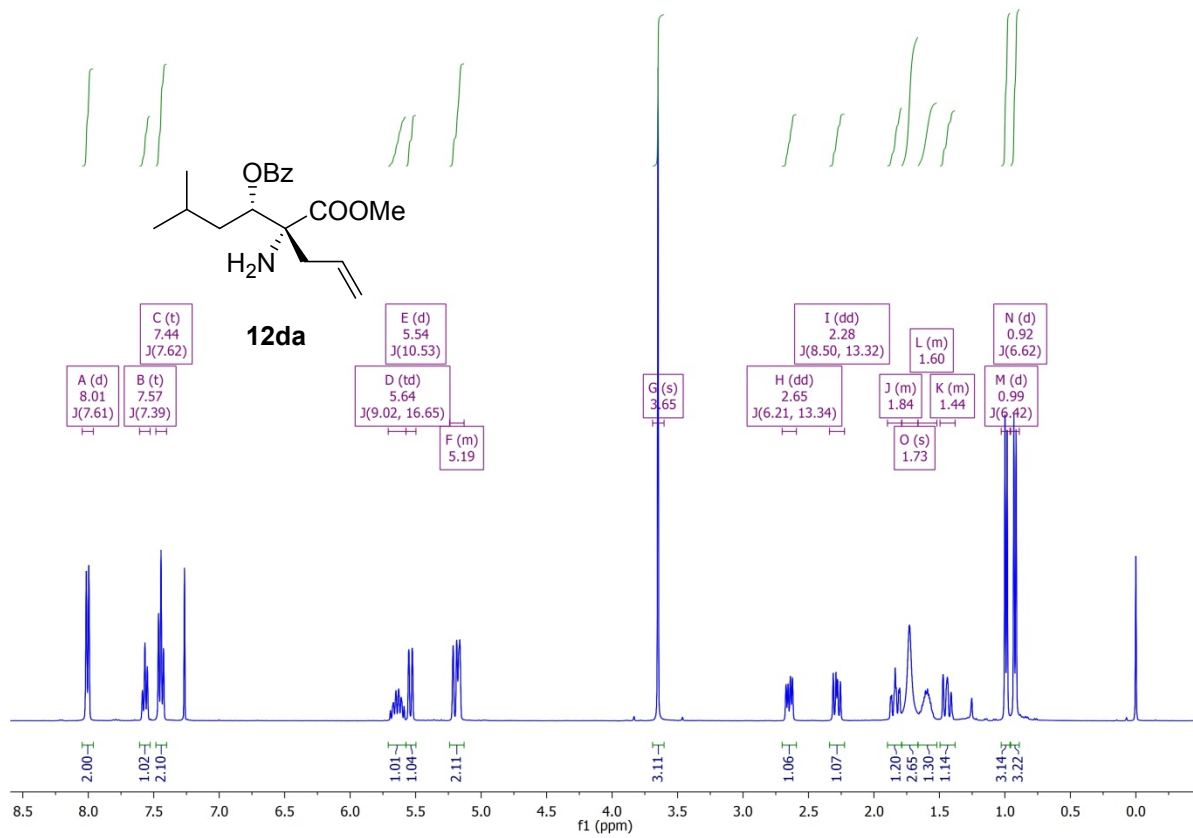 OBz
COOMe
H₂N
12da
C (t)
7.44
J(7.62)
E (d)
5.54
J(10.53)
I (dd)
2.28
J(8.50, 13.32)
L (m)
1.60
N (d)
0.92
J(6.62)
A (d)
8.01
J(7.61)
B (t)
7.57
J(7.39)
D (td)
5.64
J(9.02, 16.65)
G (s)
3.65
H (dd)
2.65
J(6.21, 13.34)
J (m)
1.84
K (m)
1.44
M (d)
0.99
J(6.42)
F (m)
5.19
O (s)
1.73
2.00 1.02 2.10 1.01 1.04 2.11 3.11 1.06 1.07 1.20 2.65 1.30 1.14 3.14 3.22
8.5 8.0 7.5 7.0 6.5 6.0 5.5 5.0 4.5 4.0 3.5 3.0 2.5 2.0 1.5 1.0 0.5 0.0
f1 (ppm)